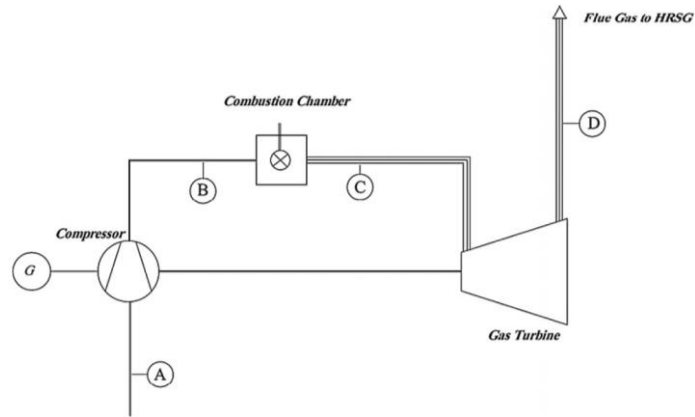 Flue Gas to HRSG
D
Combustion Chamber
B
C
Compressor
G
Gas Turbine
A